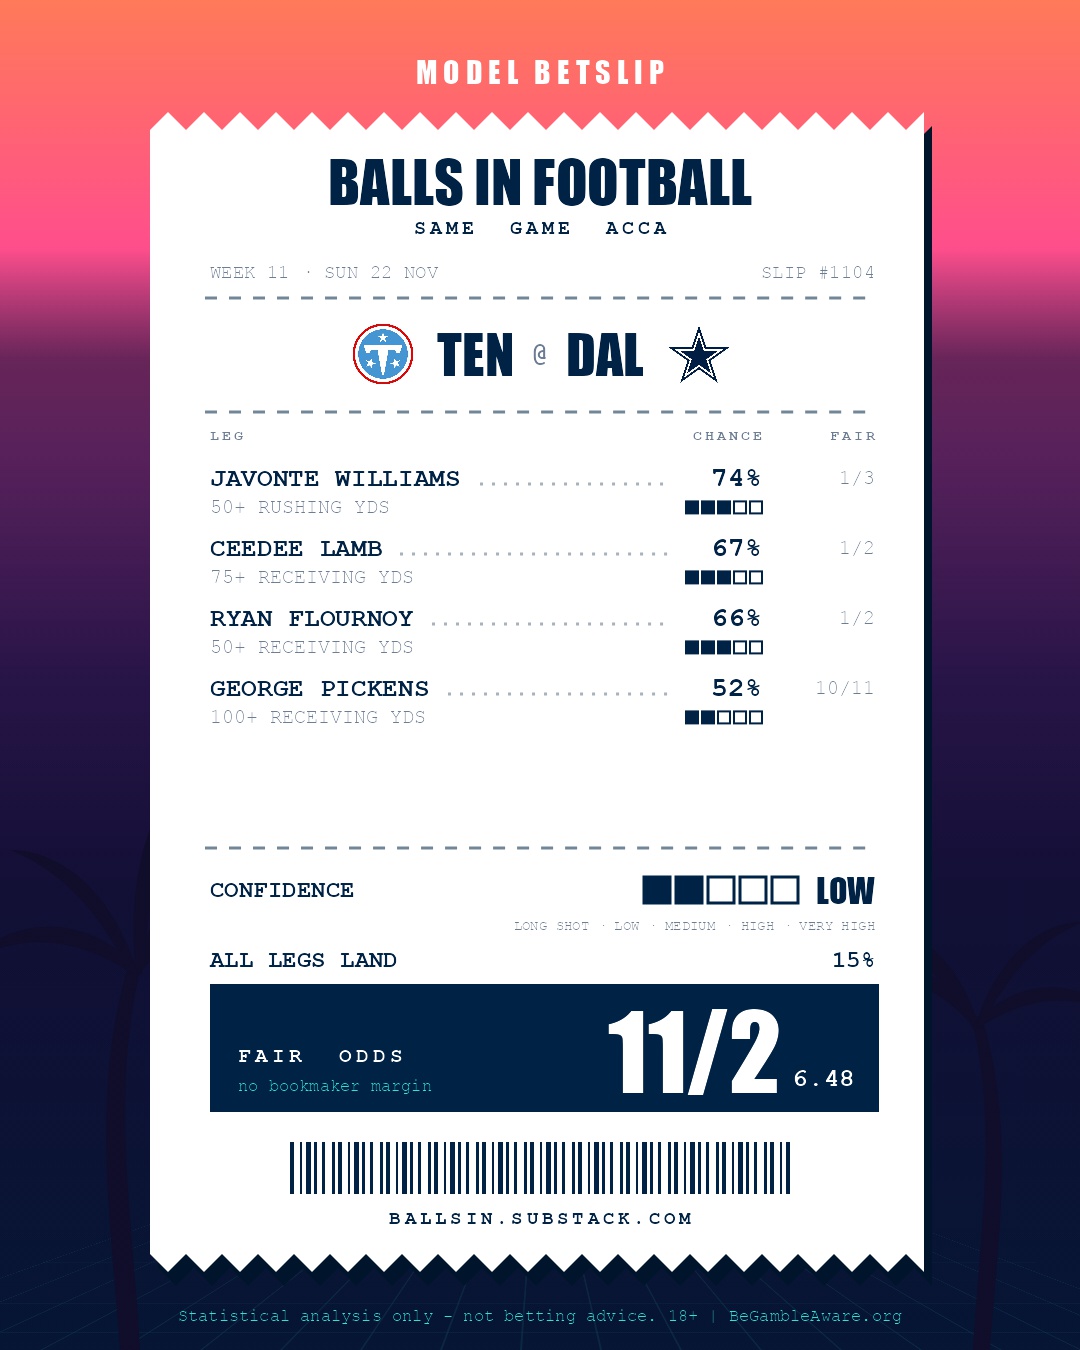 MODEL BETSLIP
BALLS IN FOOTBALL
SAME GAME ACCA
WEEK 11 · SUN 22 NOV SLIP #1104
TEN @ DAL
LEG CHANCE FAIR
JAVONTE WILLIAMS ................ 74% 1/3
50+ RUSHING YDS
CEEDEE LAMB ....................... 67% 1/2
75+ RECEIVING YDS
RYAN FLOURNOY .................... 66% 1/2
50+ RECEIVING YDS
GEORGE PICKENS ................... 52% 10/11
100+ RECEIVING YDS
CONFIDENCE LOW
LONG SHOT · LOW · MEDIUM · HIGH · VERY HIGH
ALL LEGS LAND 15%
FAIR ODDS 11/2 6.48
no bookmaker margin
BALLSIN.SUBSTACK.COM
Statistical analysis only - not betting advice. 18+ | BeGambleAware.org